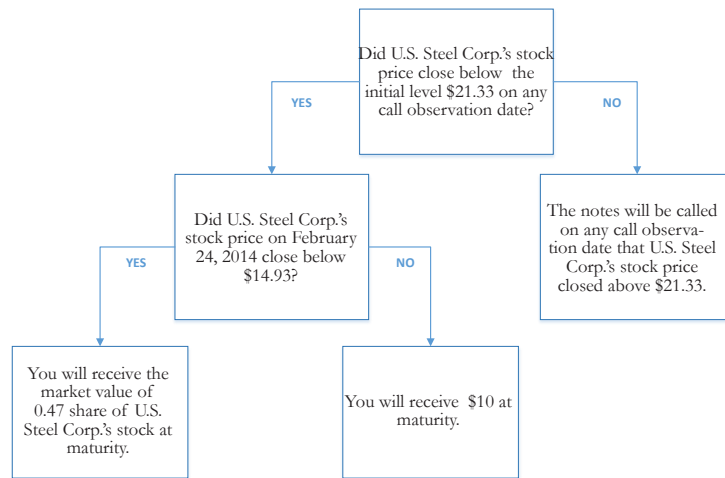 Did U.S. Steel Corp.'s stock
price close below the
initial level $21.33 on any
call observation date?
YES
NO
Did U.S. Steel Corp.'s
stock price on February
24, 2014 close below
$14.93?
The notes will be called
on any call observa-
tion date that U.S. Steel
Corp.'s stock price
closed above $21.33.
YES
NO
You will receive the
market value of
0.47 share of U.S.
Steel Corp.'s stock at
maturity.
You will receive $10 at
maturity.